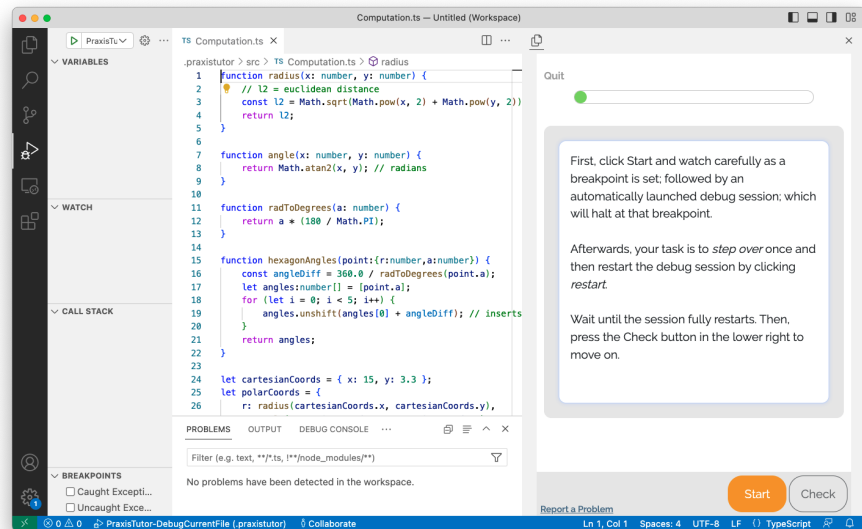 Computation.ts — Untitled (Workspace)
PraxisTu
TS Computation.ts
VARIABLES
.praxistutor > src > TS Computation.ts > radius
1 function radius(x: number, y: number) {
2 // l2 = euclidean distance
3 const l2 = Math.sqrt(Math.pow(x, 2) + Math.pow(y, 2))
4 return l2;
5 }
6
7 function angle(x: number, y: number) {
8 return Math.atan2(x, y); // radians
9 }
10
11 function radToDegrees(a: number) {
12 return a * (180 / Math.PI);
13 }
14
15 function hexagonAngles(point:{r:number,a:number}) {
16 const angleDiff = 360.0 / radToDegrees(point.a);
17 let angles:number[] = [point.a];
18 for (let i = 0; i < 5; i++) {
19 angles.unshift(angles[0] + angleDiff); // inserts
20 }
21 return angles;
22 }
23
24 let cartesianCoords = { x: 15, y: 3.3 };
25 let polarCoords = {
26 r: radius(cartesianCoords.x, cartesianCoords.y),
WATCH
CALL STACK
BREAKPOINTS
Caught Excepti...
Uncaught Exce...
PROBLEMS OUTPUT DEBUG CONSOLE
Filter (e.g. text, **/*.ts, !**/node_modules/**)
No problems have been detected in the workspace.
Quit
First, click Start and watch carefully as a
breakpoint is set; followed by an
automatically launched debug session; which
will halt at that breakpoint.
Afterwards, your task is to step over once and
then restart the debug session by clicking
restart.
Wait until the session fully restarts. Then,
press the Check button in the lower right to
move on.
Start
Check
Report a Problem
1
0 0 PraxisTutor-DebugCurrentFile (.praxistutor) Collaborate
Ln 1, Col 1 Spaces: 4 UTF-8 LF {} TypeScript